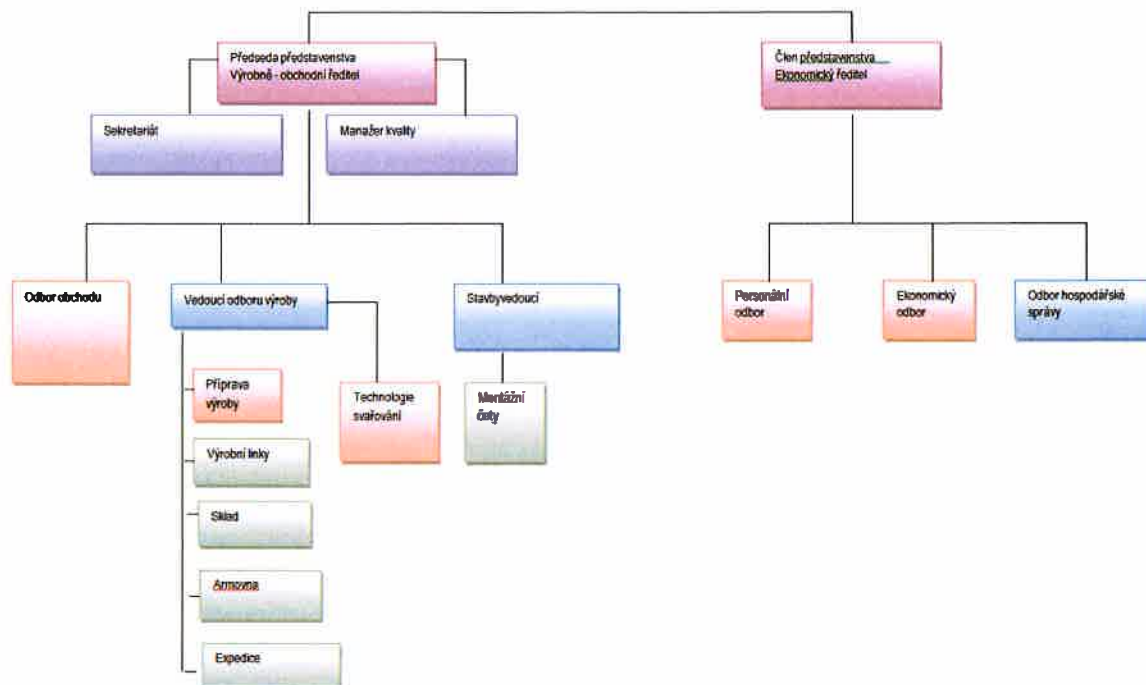 Předseda představenstva
Výrobně - obchodní ředitel
Člen představenstva
Ekonomický ředitel
Sekretariát
Manažer kvality
Odbor obchodu
Vedoucí odboru výroby
Stavbyvedoucí
Personální
odbor
Ekonomický
odbor
Odbor hospodářské
správy
Příprava
výroby
Technologie
svařování
Montážní
čety
Výrobní linky
Sklad
Armovna
Expedice